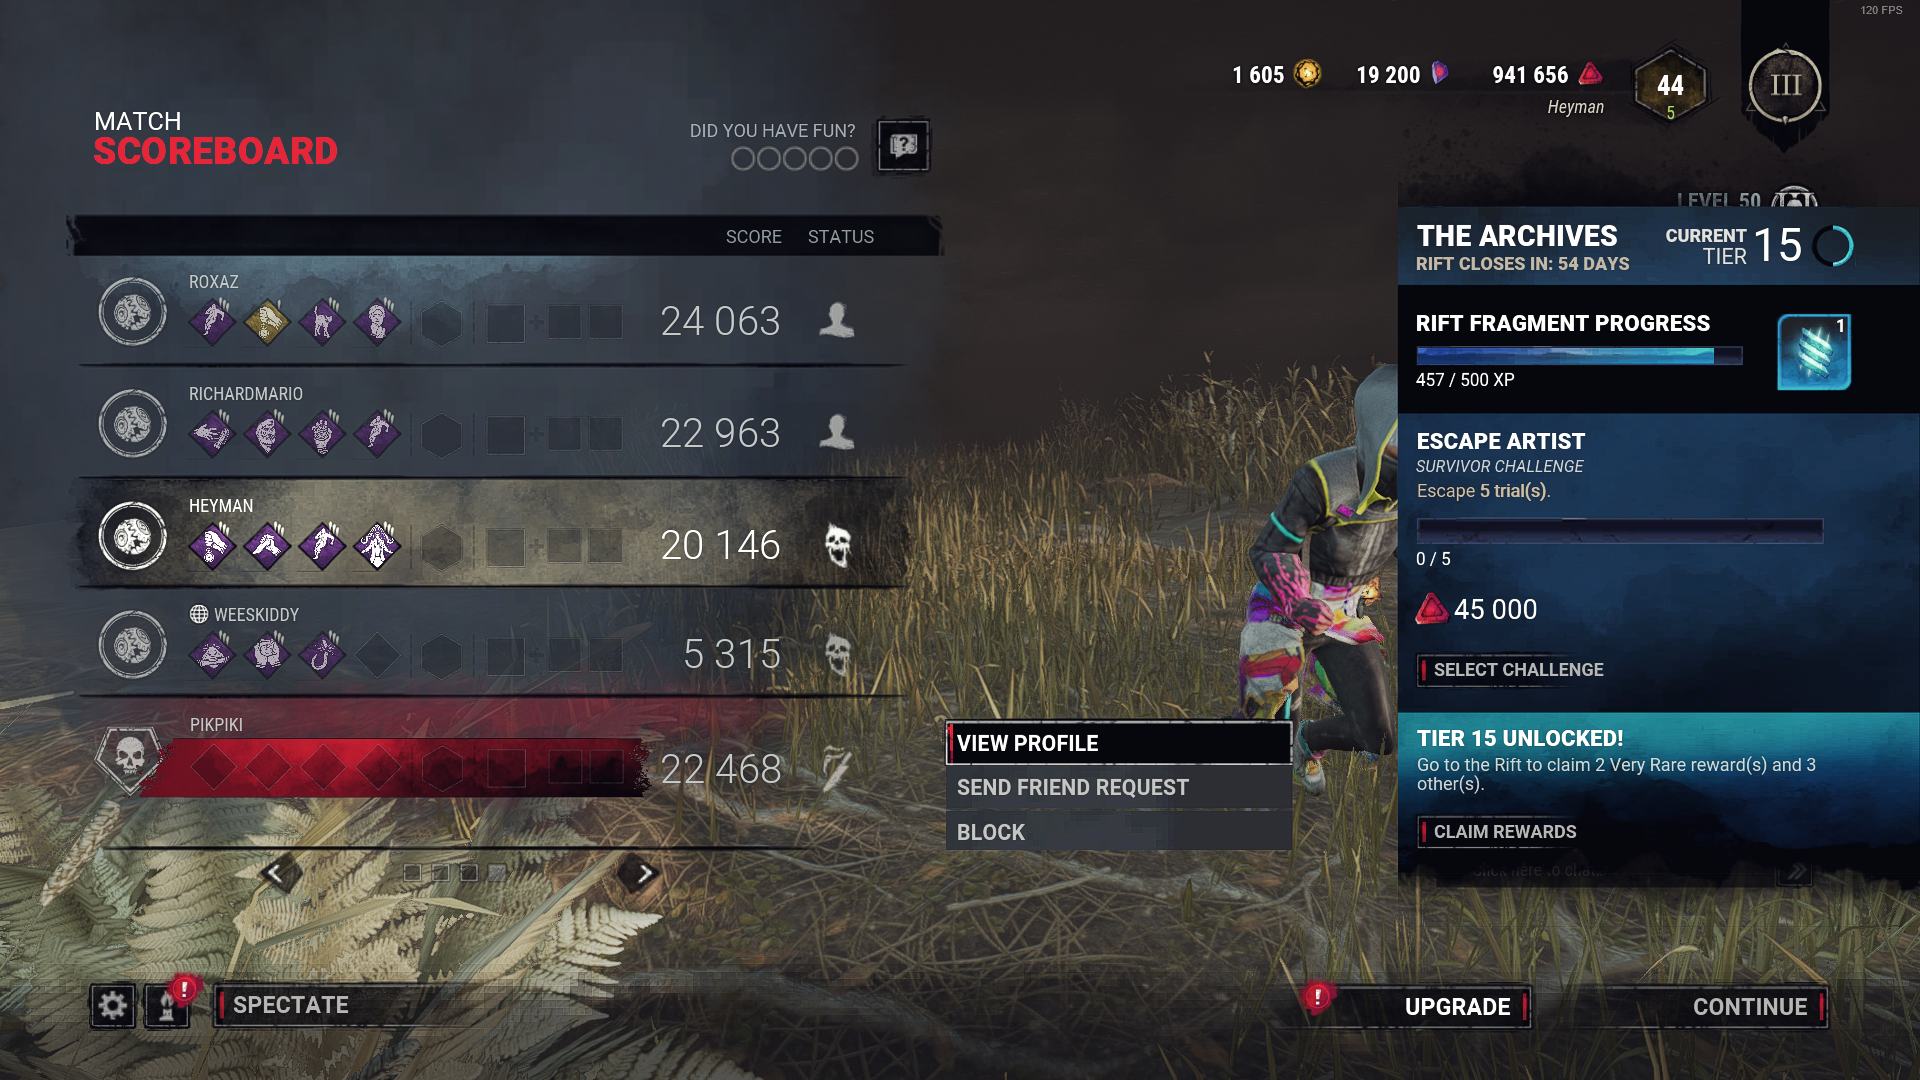 120 FPS
1 605
19 200
941 656
Heyman
44
5
III
MATCH
SCOREBOARD
DID YOU HAVE FUN?
SCORE STATUS
ROXAZ
24 063
RICHARDMARIO
22 963
HEYMAN
20 146
WEESKIDDY
5 315
PIKPIKI
22 468
VIEW PROFILE
SEND FRIEND REQUEST
BLOCK
LEVEL 50
THE ARCHIVES
RIFT CLOSES IN: 54 DAYS
CURRENT
TIER
15
RIFT FRAGMENT PROGRESS
1
457 / 500 XP
ESCAPE ARTIST
SURVIVOR CHALLENGE
Escape 5 trial(s).
0 / 5
45 000
SELECT CHALLENGE
TIER 15 UNLOCKED!
Go to the Rift to claim 2 Very Rare reward(s) and 3
other(s).
CLAIM REWARDS
SPECTATE
UPGRADE
CONTINUE